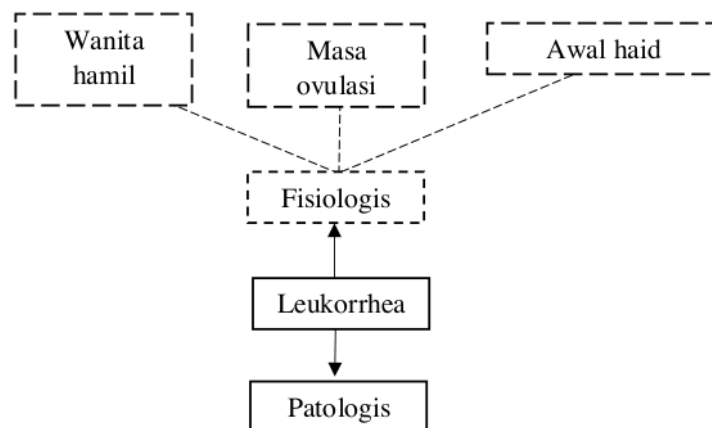 Wanita
hamil
Masa
ovulasi
Awal haid
Fisiologis
Leukorrhea
Patologis